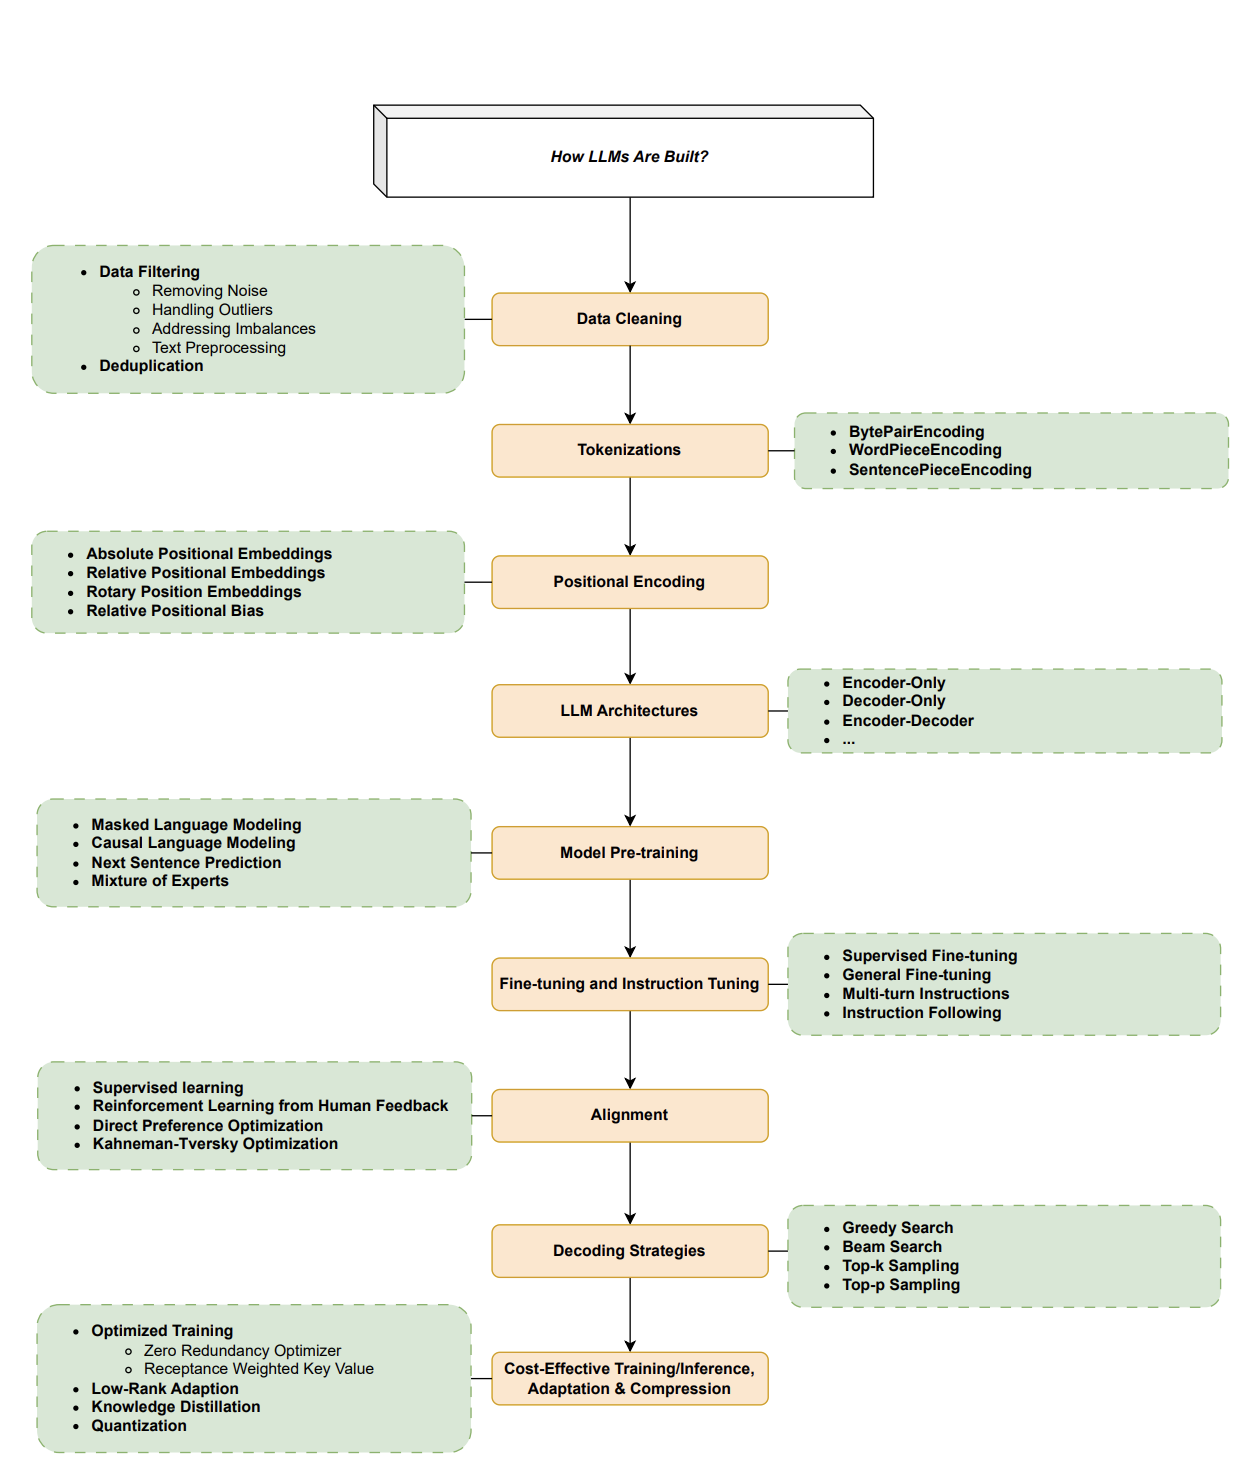 How LLMs Are Built?
Data Filtering
Removing Noise
Handling Outliers
Addressing Imbalances
Text Preprocessing
Deduplication
Data Cleaning
Tokenizations
BytePairEncoding
WordPieceEncoding
SentencePieceEncoding
Absolute Positional Embeddings
Relative Positional Embeddings
Rotary Position Embeddings
Relative Positional Bias
Positional Encoding
LLM Architectures
Encoder-Only
Decoder-Only
Encoder-Decoder
...
Masked Language Modeling
Causal Language Modeling
Next Sentence Prediction
Mixture of Experts
Model Pre-training
Fine-tuning and Instruction Tuning
Supervised Fine-tuning
General Fine-tuning
Multi-turn Instructions
Instruction Following
Supervised learning
Reinforcement Learning from Human Feedback
Direct Preference Optimization
Kahneman-Tversky Optimization
Alignment
Decoding Strategies
Greedy Search
Beam Search
Top-k Sampling
Top-p Sampling
Optimized Training
Zero Redundancy Optimizer
Receptance Weighted Key Value
Low-Rank Adaption
Knowledge Distillation
Quantization
Cost-Effective Training/Inference,
Adaptation & Compression